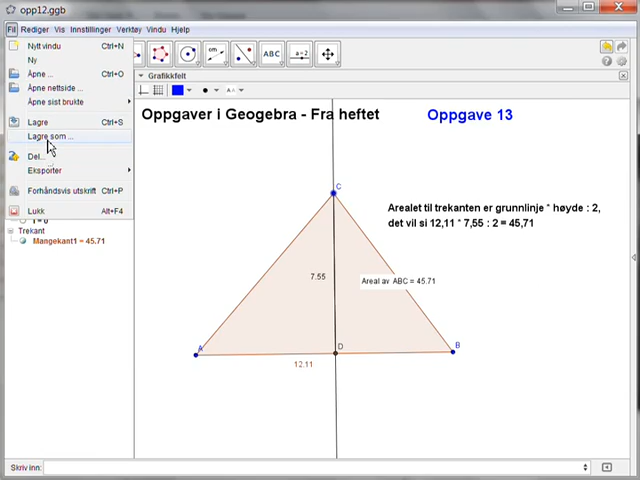 opp12.ggb
Fil Rediger Vis Innstillinger Verktøy Vindu Hjelp
Nytt vindu Ctrl+N
Ny
Åpne ... Ctrl+O
Åpne nettside ...
Åpne sist brukte
Lagre Ctrl+S
Lagre som ...
Del...
Eksporter
Forhåndsvis utskrift Ctrl+P
Lukk Alt+F4
Trekant
Mangekant1 = 45.71
ABC
a=2
Grafikkfelt
Oppgaver i Geogebra - Fra heftet
Oppgave 13
C
Arealet til trekanten er grunnlinje * høyde : 2,
det vil si 12,11 * 7,55 : 2 = 45,71
7.55
Areal av ABC = 45.71
A
D
B
12.11
Skriv inn: